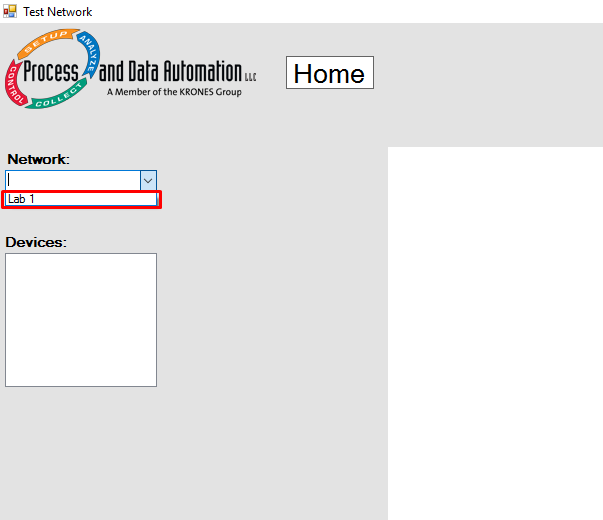 Test Network
SETUP
ANALYZE
COLLECT
CONTROL
Process and Data Automation LLC
A Member of the KRONES Group
Home
Network:
Lab 1
Devices: